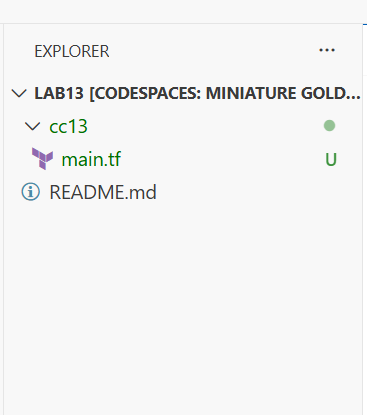 EXPLORER ...
LAB13 [CODESPACES: MINIATURE GOLD...
cc13
main.tf U
README.md